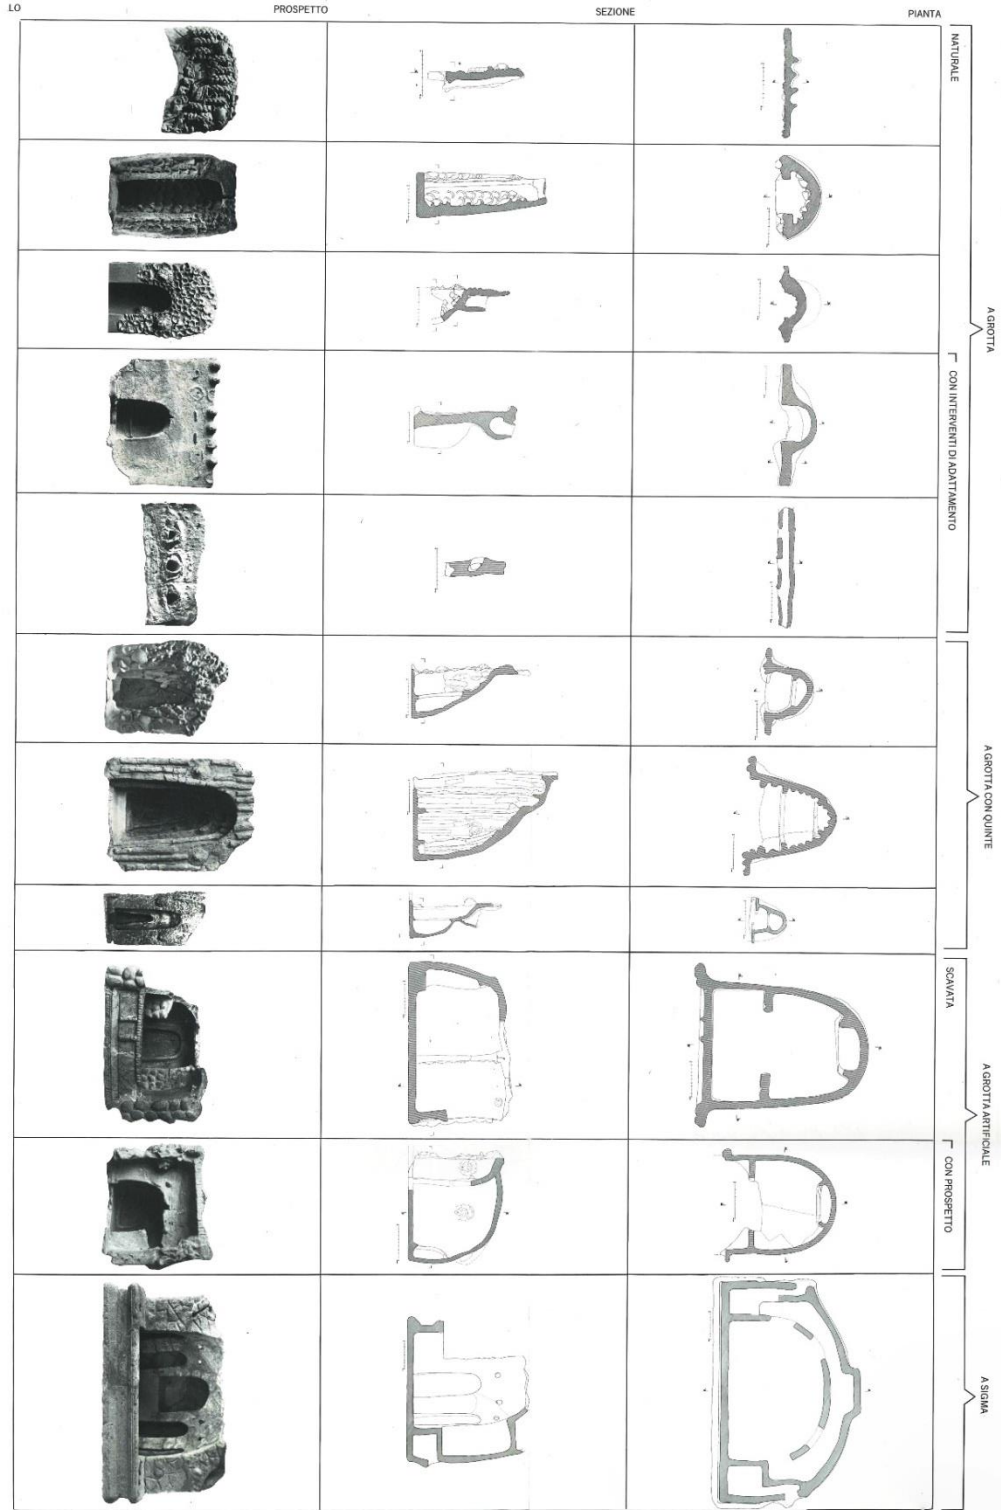 LO
PROSPETTO
SEZIONE
PIANTA
NATURALE
A GROTTA
CON INTERVENTI DI ADATTAMENTO
A GROTTA CON QUINTE
SCAVATA
A GROTTA ARTIFICIALE
CON PROSPETTO
A SIGMA